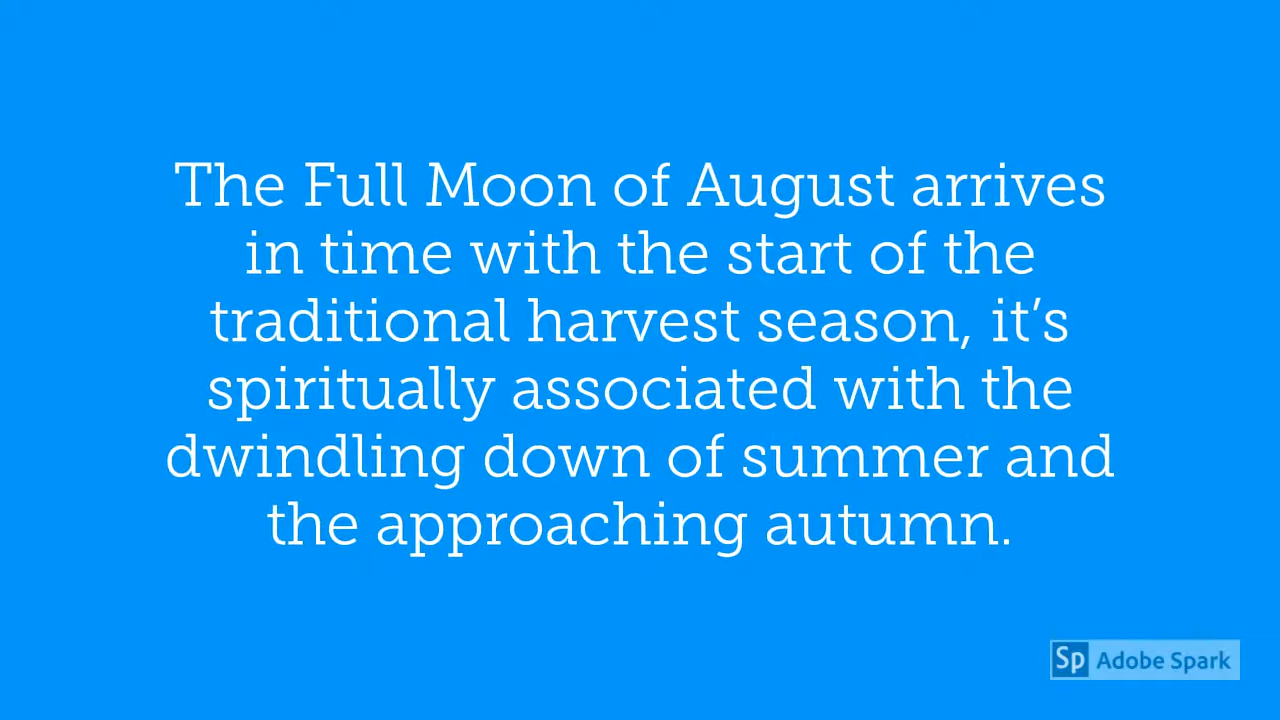 The Full Moon of August arrives
in time with the start of the
traditional harvest season, it’s
spiritually associated with the
dwindling down of summer and
the approaching autumn.
Sp Adobe Spark